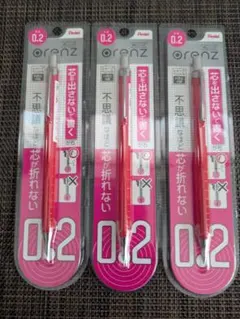 Pentel
0.2
orenz
芯を出さないで書く
不思議
芯が折れない
0.2
Pentel
0.2
orenz
芯を出さないで書く
不思議
芯が折れない
0.2
Pentel
0.2
orenz
芯を出さないで書く
不思議
芯が折れない
0.2